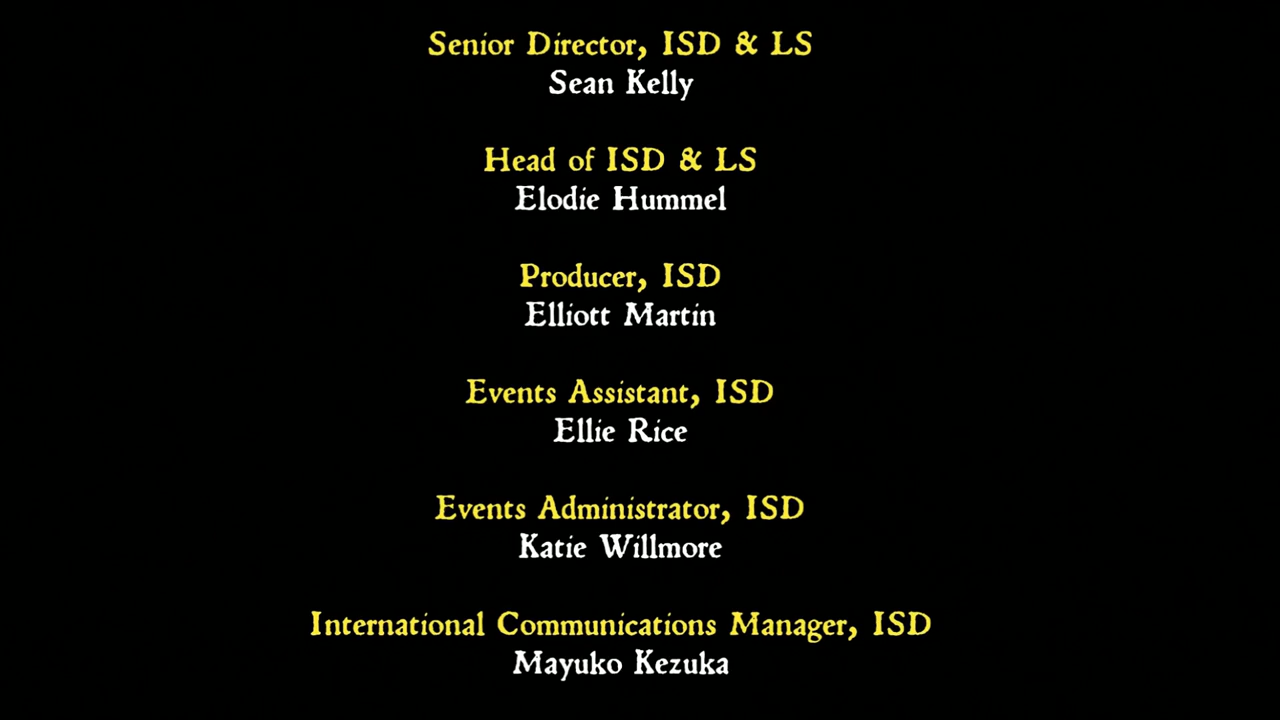 Senior Director, ISD & LS
Sean Kelly
Head of ISD & LS
Elodie Hummel
Producer, ISD
Elliott Martin
Events Assistant, ISD
Ellie Rice
Events Administrator, ISD
Katie Willmore
International Communications Manager, ISD
Mayuko Kezuka